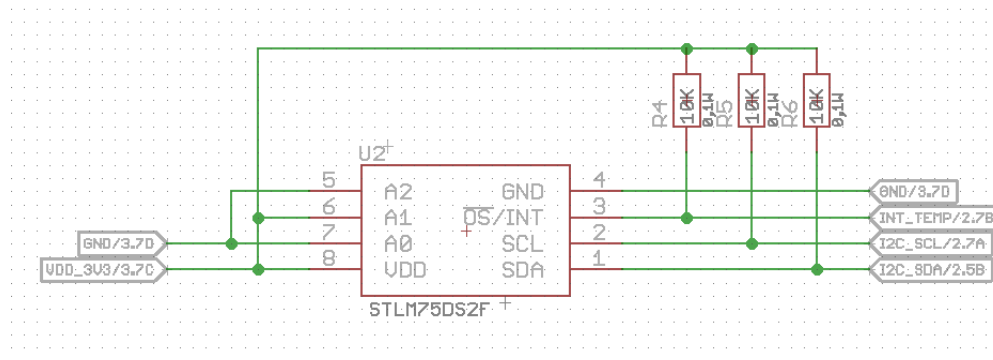 R4
10K
0,1W
R5
10K
0,1W
R6
10K
0,1W
U2
5
A2
GND
4
GND/3.7D
6
A1
OS/INT
3
INT_TEMP/2.7B
GND/3.7D
7
A0
SCL
2
I2C_SCL/2.7A
VDD_3V3/3.7C
8
VDD
SDA
1
I2C_SDA/2.5B
STLM75DS2F